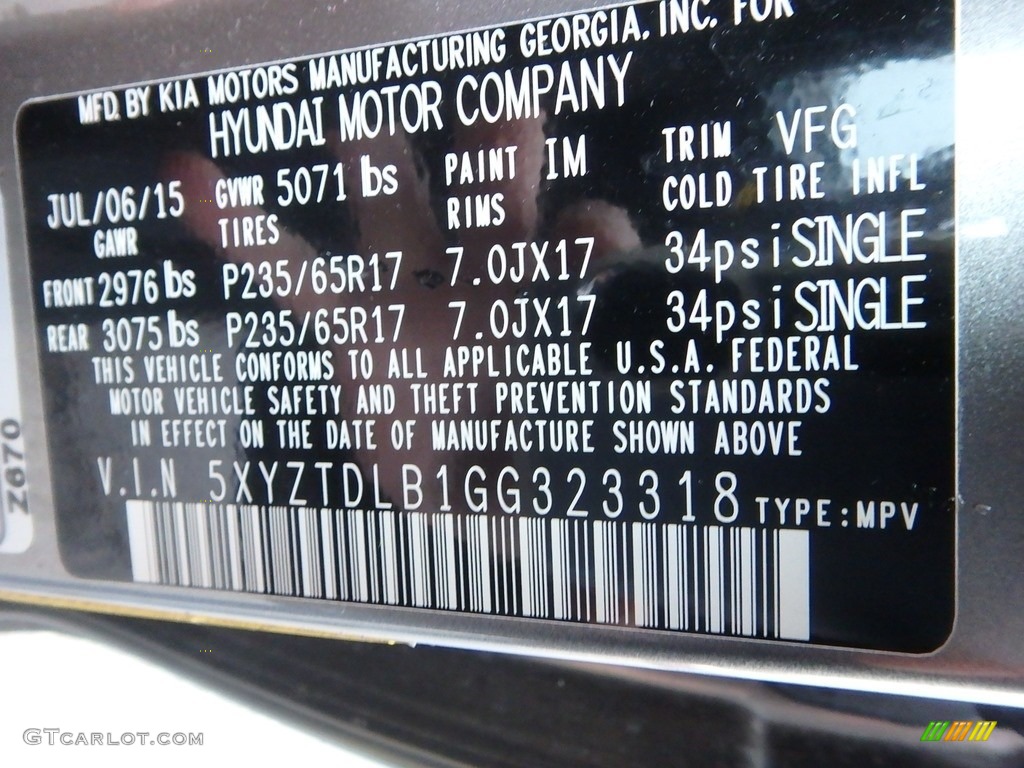 MFD. BY KIA MOTORS MANUFACTURING GEORGIA, INC. FOR
HYUNDAI MOTOR COMPANY
JUL/06/15 GVWR 5071 lbs PAINT IM TRIM VFG
GAWR TIRES RIMS COLD TIRE INFL
FRONT 2976 lbs P235/65R17 7.0JX17 34psi SINGLE
REAR 3075 lbs P235/65R17 7.0JX17 34psi SINGLE
THIS VEHICLE CONFORMS TO ALL APPLICABLE U.S.A. FEDERAL
MOTOR VEHICLE SAFETY AND THEFT PREVENTION STANDARDS
IN EFFECT ON THE DATE OF MANUFACTURE SHOWN ABOVE
V.I.N 5XYZTDLB1GG323318 TYPE:MPV
Z670
GTcarlot.com